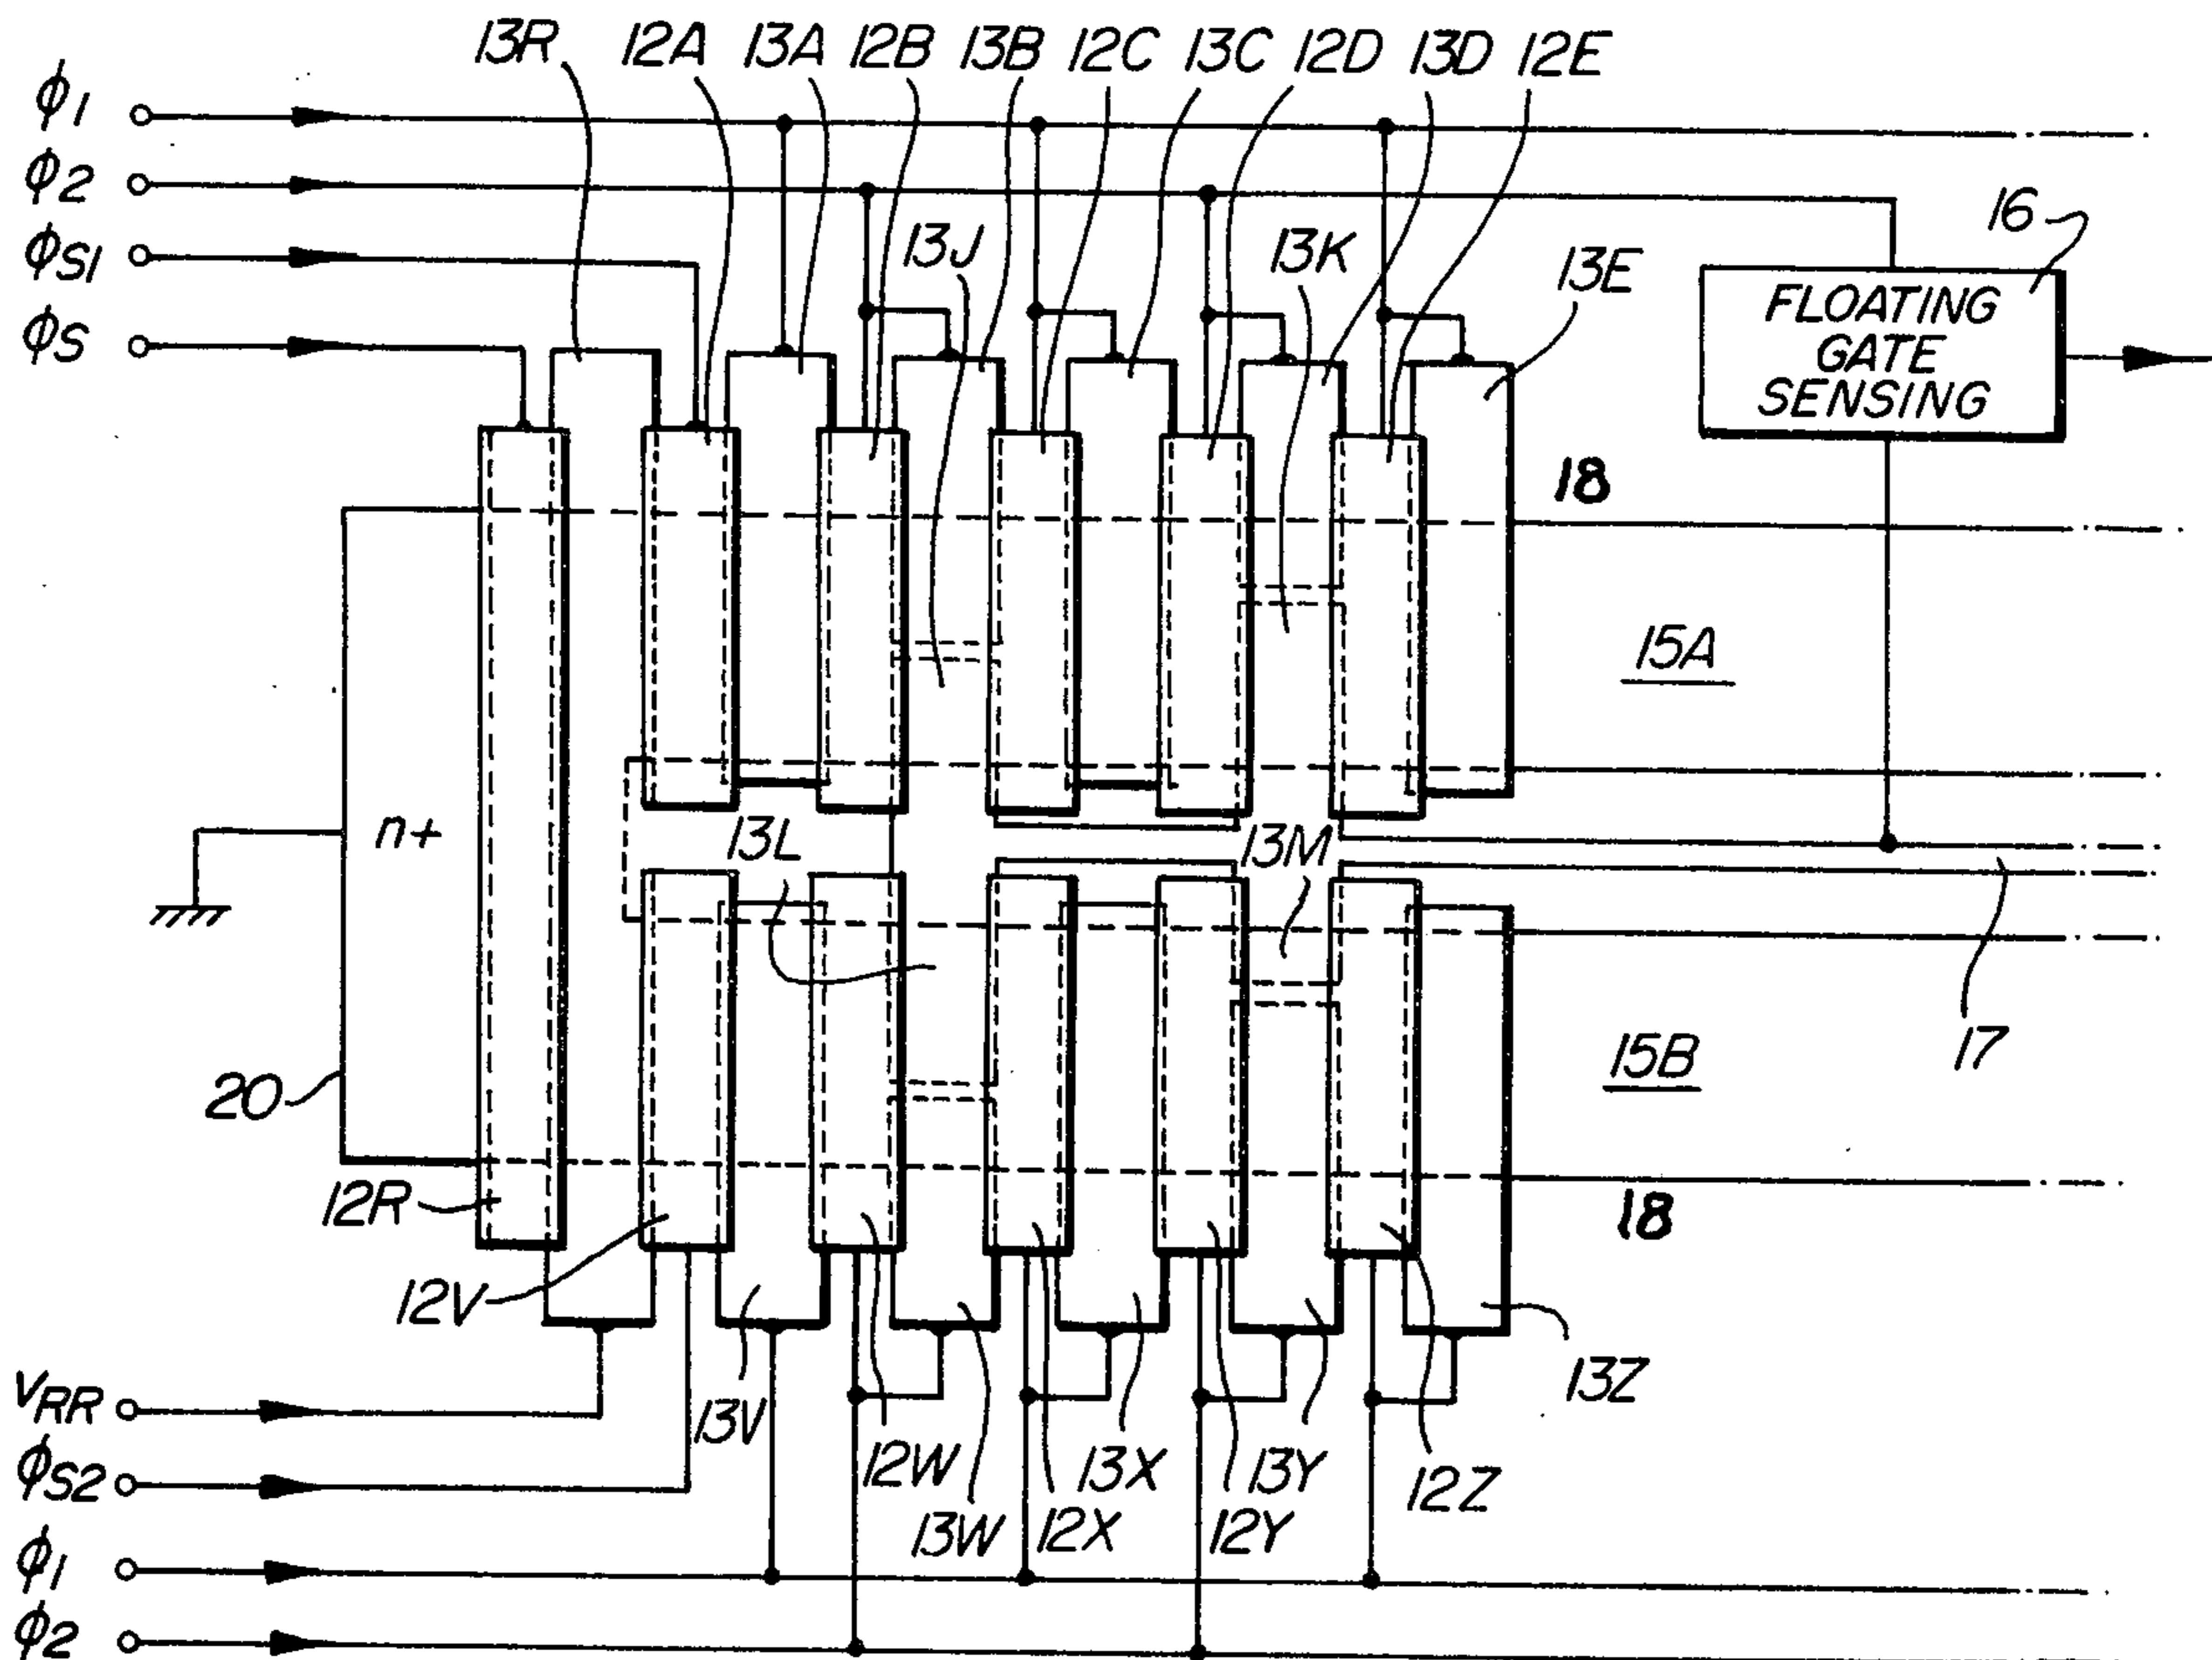 13R 12A 13A 12B 13B 12C 13C 12D 13D 12E
ϕ1
ϕ2
ϕS1
ϕS
13J 13K 13E 16
FLOATING
GATE
SENSING
18
15A
n+
13L 13M
17
20
15B
12R
18
12V
13V 12W 13W 12X 13X 12Y 13Y 12Z 13Z
VRR
ϕS2
ϕ1
ϕ2